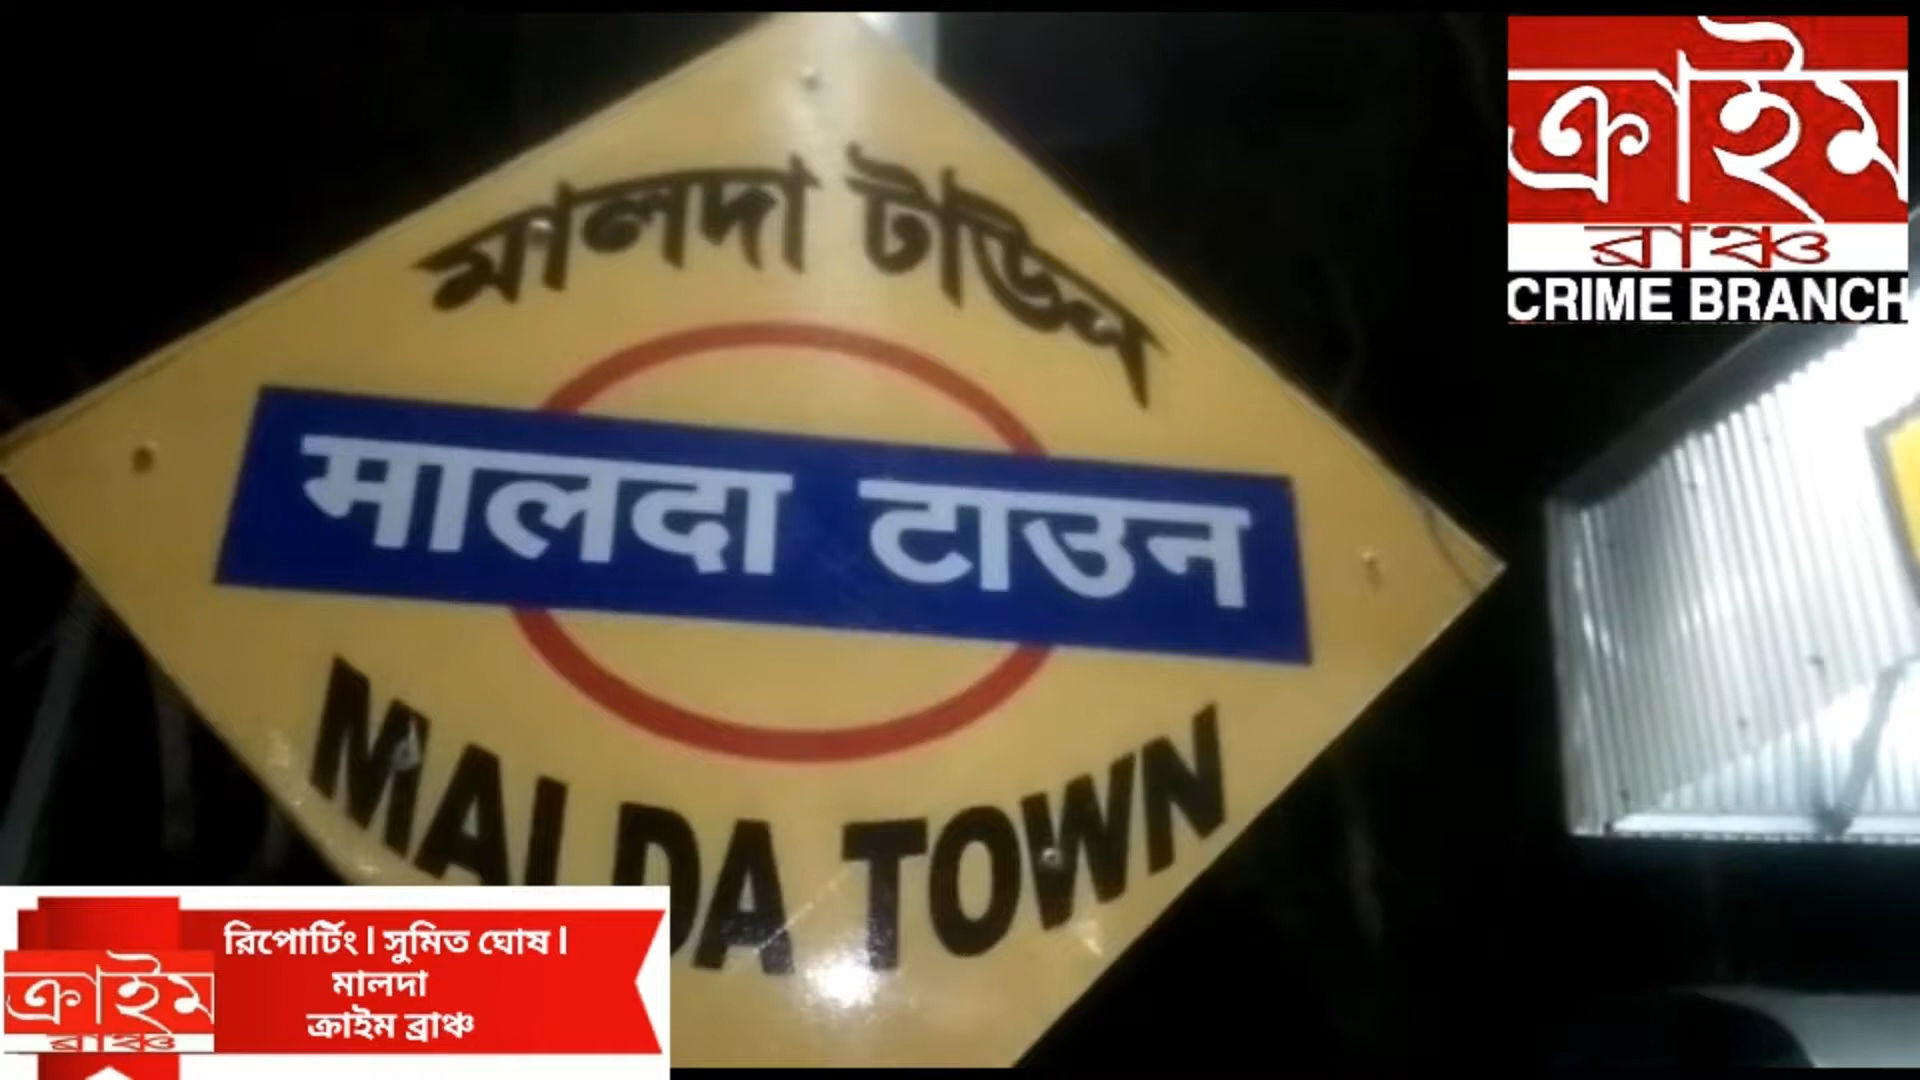 মালদা টাউন
मालदा टाउन
MALDA TOWN
ক্রাইম
ব্রাঞ্চ
CRIME BRANCH
রিপোর্টিং। সুমিত ঘোষ।
মালদা
ক্রাইম ব্রাঞ্চ
ক্রাইম
ব্রাঞ্চ